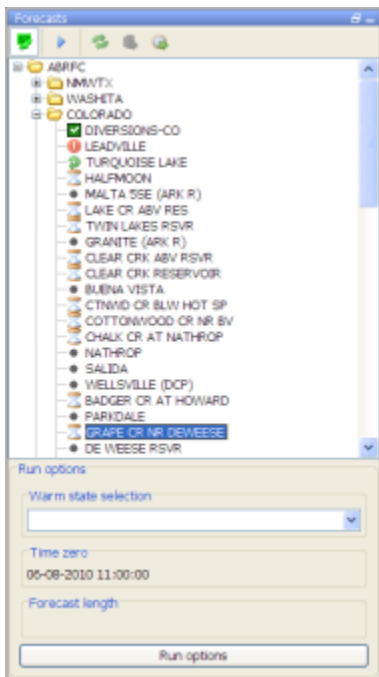 Forecasts
ABRFC
NMWTX
WASHITA
COLORADO
DIVERSIONS-CO
LEADVILLE
TURQUOISE LAKE
HALFMOON
MALTA 5SE (ARK R)
LAKE CR ABV RES
TWIN LAKES RSVR
GRANITE (ARK R)
CLEAR CRK ABV RSVR
CLEAR CRK RESERVOIR
BUENA VISTA
CTNWD CR BLW HOT SP
COTTONWOOD CR NR BV
CHALK CR AT NATHROP
NATHROP
SALIDA
WELLSVILLE (DCP)
BADGER CR AT HOWARD
PARKDALE
GRAPE CR NR DEWEESE
DE WEESE RSVR
Run options
Warm state selection
Time zero
06-08-2010 11:00:00
Forecast length
Run options